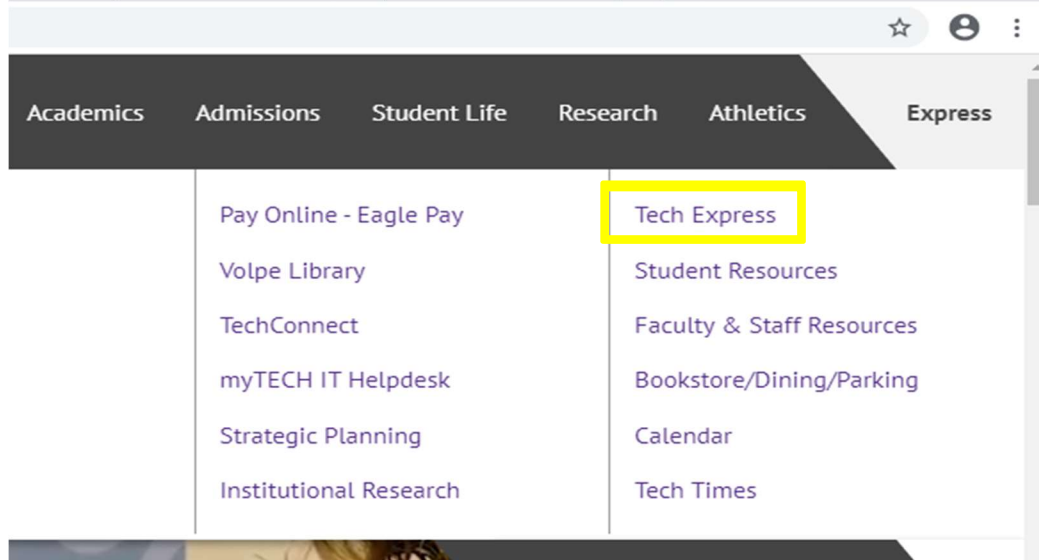 Academics Admissions Student Life Research Athletics Express
Pay Online - Eagle Pay
Volpe Library
TechConnect
myTECH IT Helpdesk
Strategic Planning
Institutional Research
Tech Express
Student Resources
Faculty & Staff Resources
Bookstore/Dining/Parking
Calendar
Tech Times